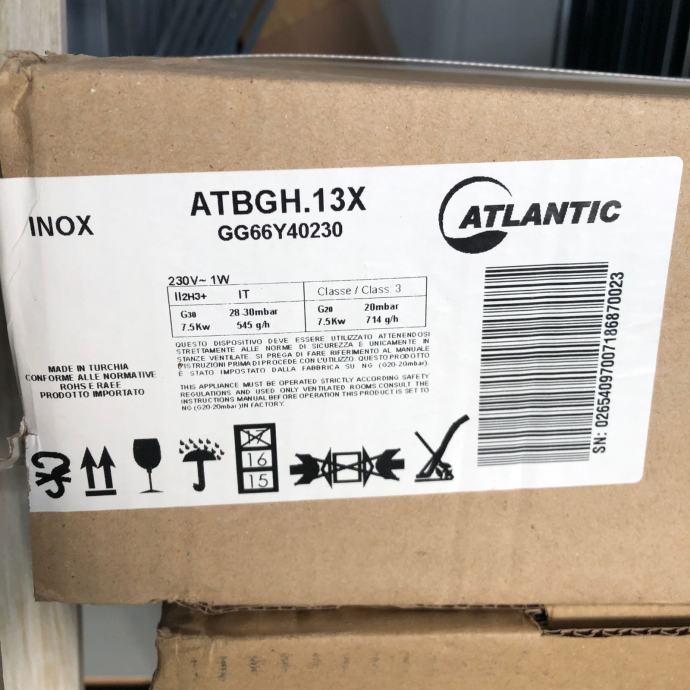 INOX
ATBGH.13X
GG66Y40230
ATLANTIC
230V~ 1W
II2H3+ IT
Classe / Class 3
G30 28-30mbar
7.5Kw 545 g/h
G20 20mbar
7.5Kw 714 g/h
QUESTO DISPOSITIVO DEVE ESSERE UTILIZZATO ATTENENDOSI
STRETTAMENTE ALLE NORME DI SICUREZZA E UNICAMENTE IN
STANZE VENTILATE. SI PREGA DI FARE RIFERIMENTO AL MANUALE
ISTRUZIONI PRIMA DI PROCEDE CON L'UTILIZZO. QUESTO PRODOTTO
E STATO IMPOSTATO DALLA FABBRICA SU NG (G20-20mbar).
THIS APPLIANCE MUST BE OPERATED STRICTLY ACCORDING SAFETY
REGULATIONS AND USED ONLY VENTILATED ROOMS CONSULT THE
INSTRUCTIONS MANUAL BEFORE OPERATION THIS PRODUCT IS SET TO
NG (G20-20mbar )IN FACTORY.
MADE IN TURCHIA
CONFORME ALLE NORMATIVE
ROHS E RAEE
PRODOTTO IMPORTATO
17
16
15
SN: 02654097007186870023